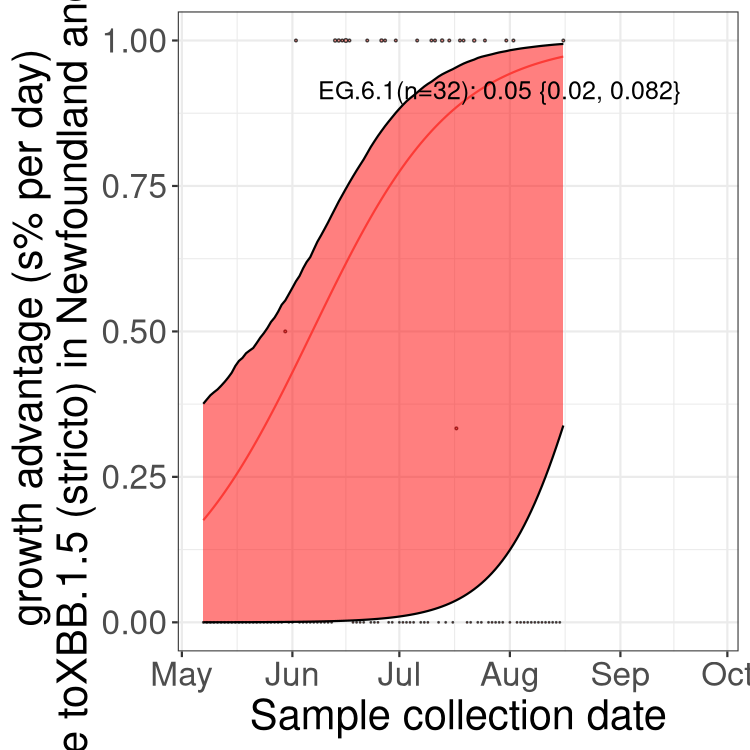 growth advantage (s% per day)
toXBB.1.5 (stricto) in Newfoundland
1.00
0.75
0.50
0.25
0.00
EG.6.1(n=32): 0.05 {0.02, 0.082}
May Jun Jul Aug Sep Oct
Sample collection date